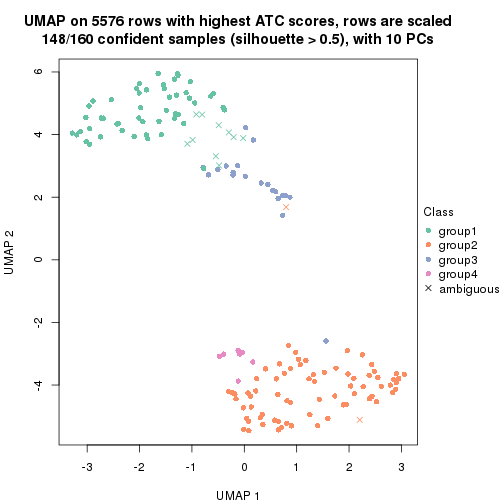 UMAP on 5576 rows with highest ATC scores, rows are scaled
148/160 confident samples (silhouette > 0.5), with 10 PCs
6
4
2
0
-2
-4
UMAP 2
-3
-2
-1
0
1
2
3
UMAP 1
Class
group1
group2
group3
group4
ambiguous